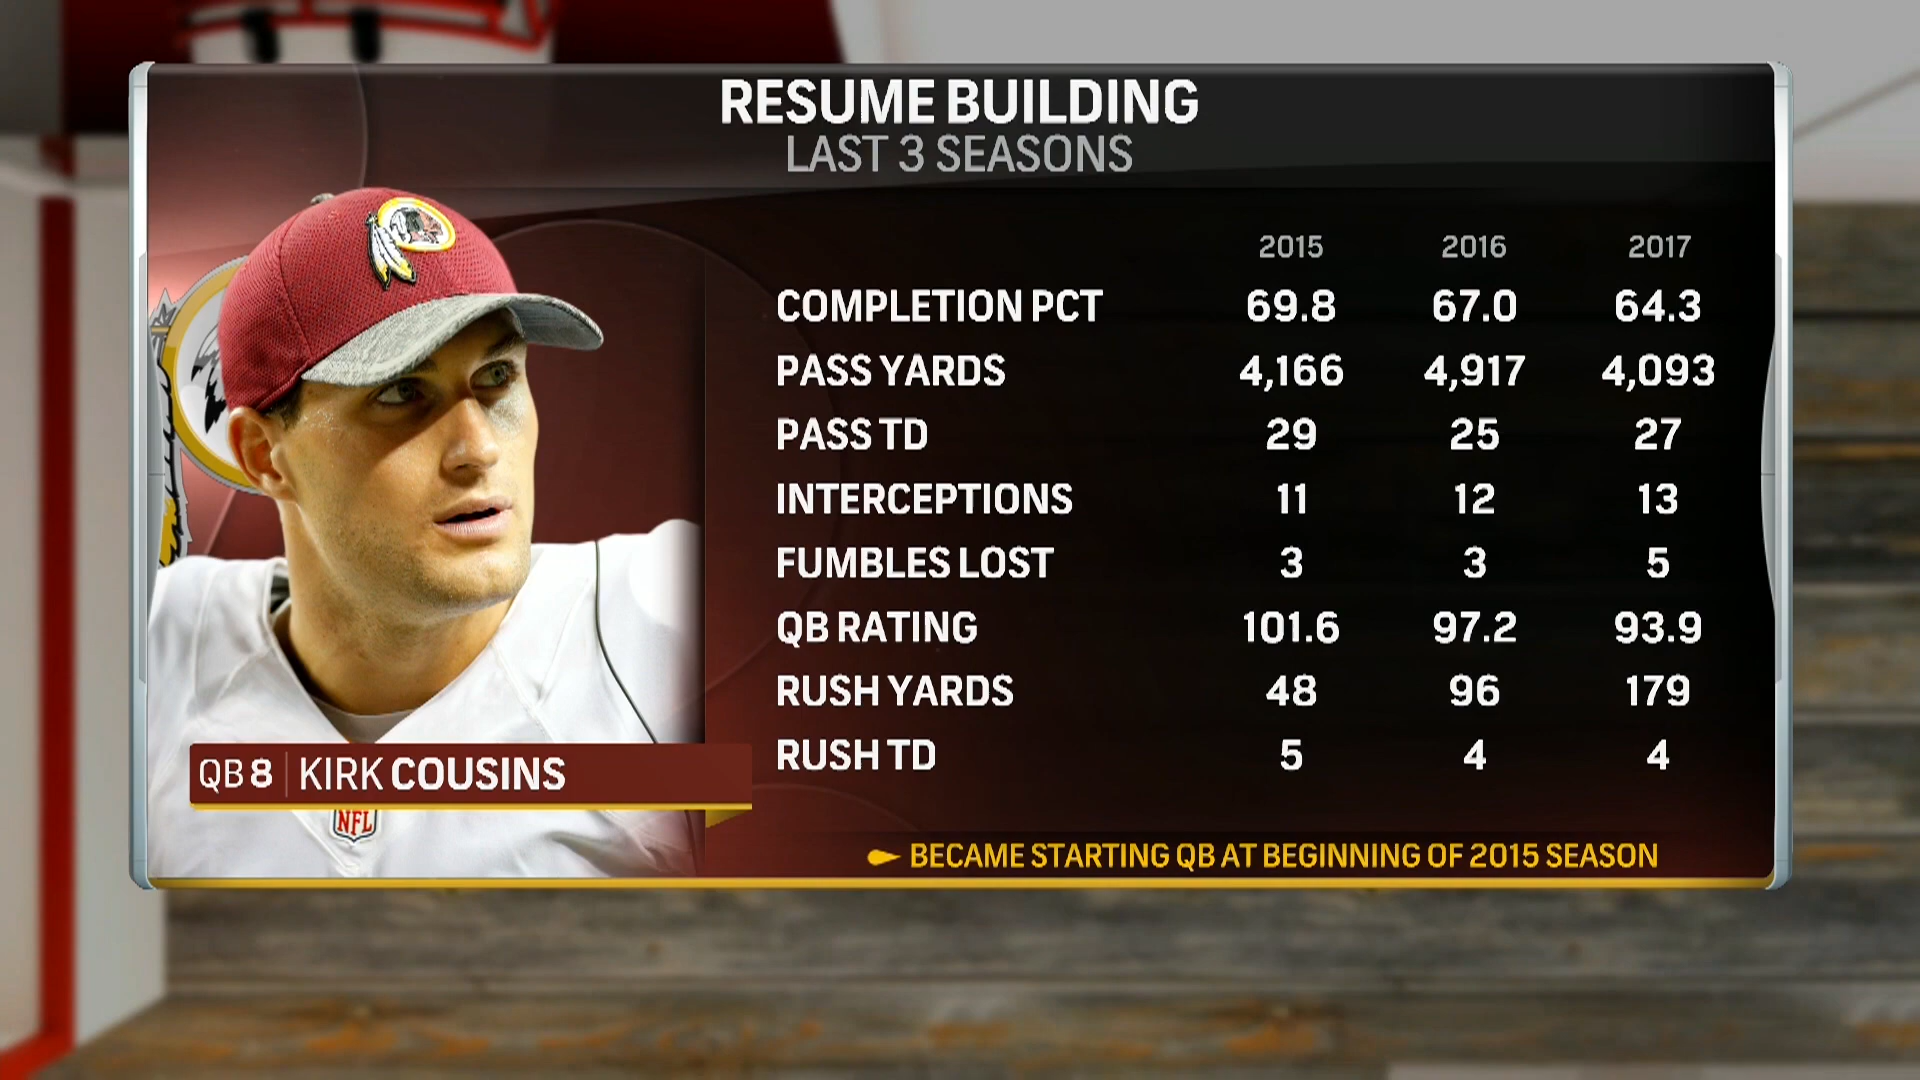 RESUME BUILDING
LAST 3 SEASONS
2015 2016 2017
COMPLETION PCT 69.8 67.0 64.3
PASS YARDS 4,166 4,917 4,093
PASS TD 29 25 27
INTERCEPTIONS 11 12 13
FUMBLES LOST 3 3 5
QB RATING 101.6 97.2 93.9
RUSH YARDS 48 96 179
RUSH TD 5 4 4
QB 8 KIRK COUSINS
NFL
BECAME STARTING QB AT BEGINNING OF 2015 SEASON